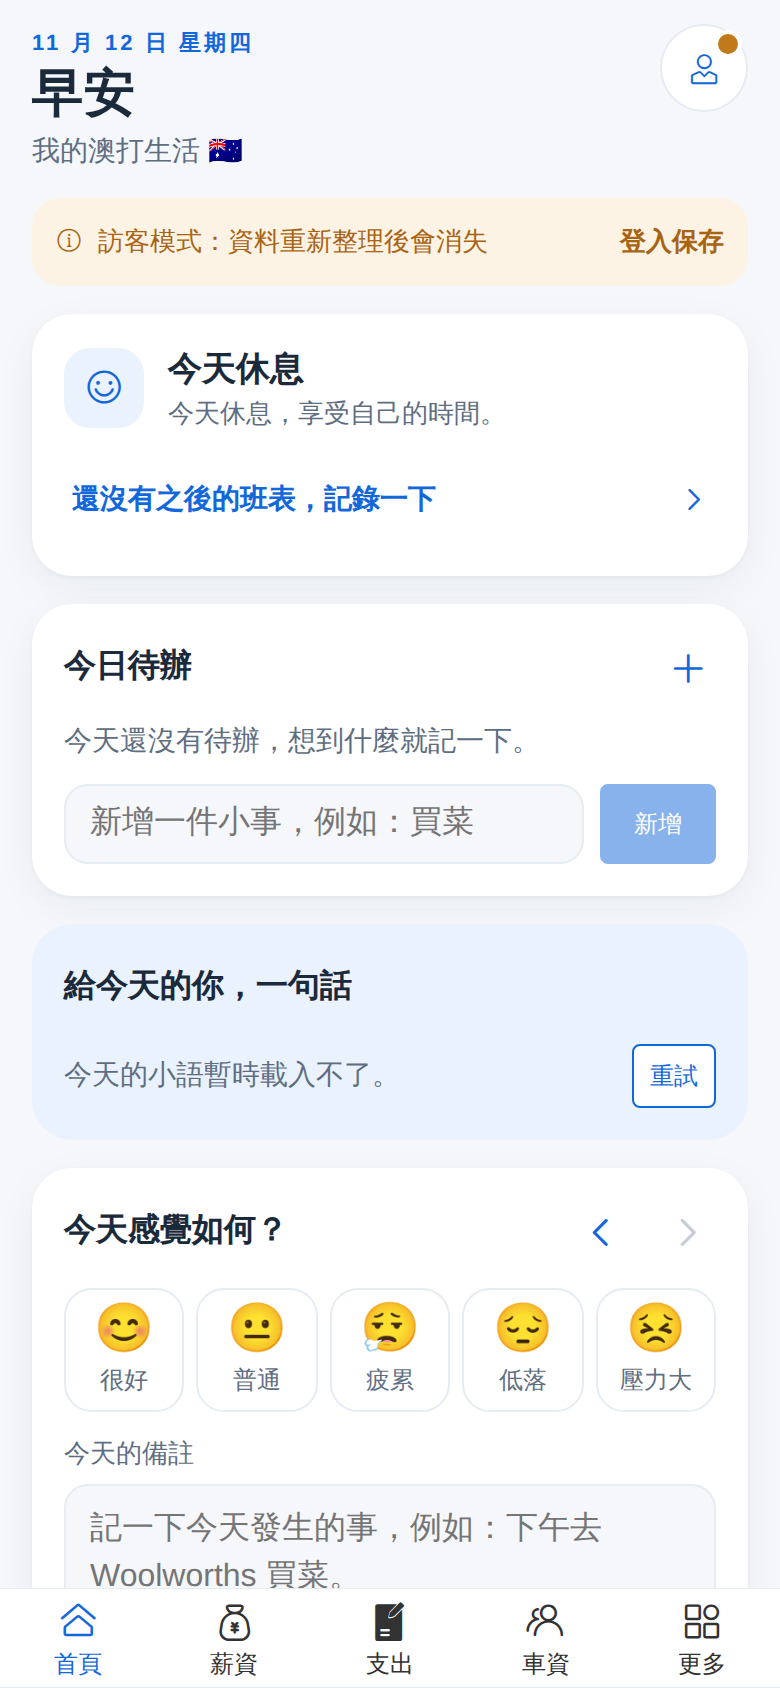 11 月 12 日 星期四
早安
我的澳打生活 🇦🇺
訪客模式：資料重新整理後會消失 登入保存
今天休息
今天休息，享受自己的時間。
還沒有之後的班表，記錄一下
今日待辦
今天還沒有待辦，想到什麼就記一下。
新增一件小事，例如：買菜 新增
給今天的你，一句話
今天的小語暫時載入不了。 重試
今天感覺如何？
很好 普通 疲累 低落 壓力大
今天的備註
記一下今天發生的事，例如：下午去
Woolworths 買菜。
首頁 薪資 支出 車資 更多